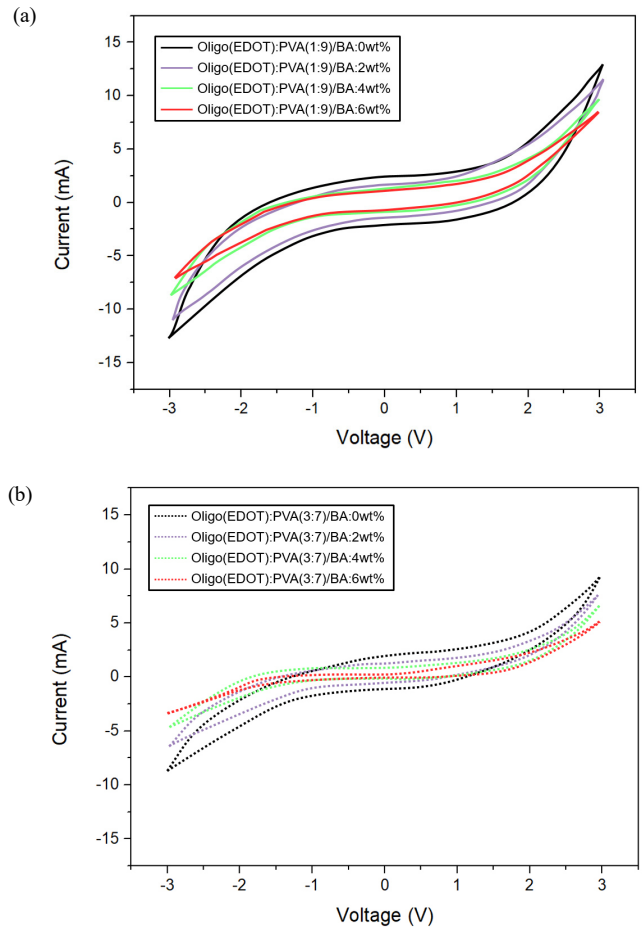 (a)
Oligo(EDOT):PVA(1:9)/BA:0wt%
Oligo(EDOT):PVA(1:9)/BA:2wt%
Oligo(EDOT):PVA(1:9)/BA:4wt%
Oligo(EDOT):PVA(1:9)/BA:6wt%
15
10
5
0
-5
-10
-15
Current (mA)
-3 -2 -1 0 1 2 3
Voltage (V)
(b)
Oligo(EDOT):PVA(3:7)/BA:0wt%
Oligo(EDOT):PVA(3:7)/BA:2wt%
Oligo(EDOT):PVA(3:7)/BA:4wt%
Oligo(EDOT):PVA(3:7)/BA:6wt%
15
10
5
0
-5
-10
-15
Current (mA)
-3 -2 -1 0 1 2 3
Voltage (V)